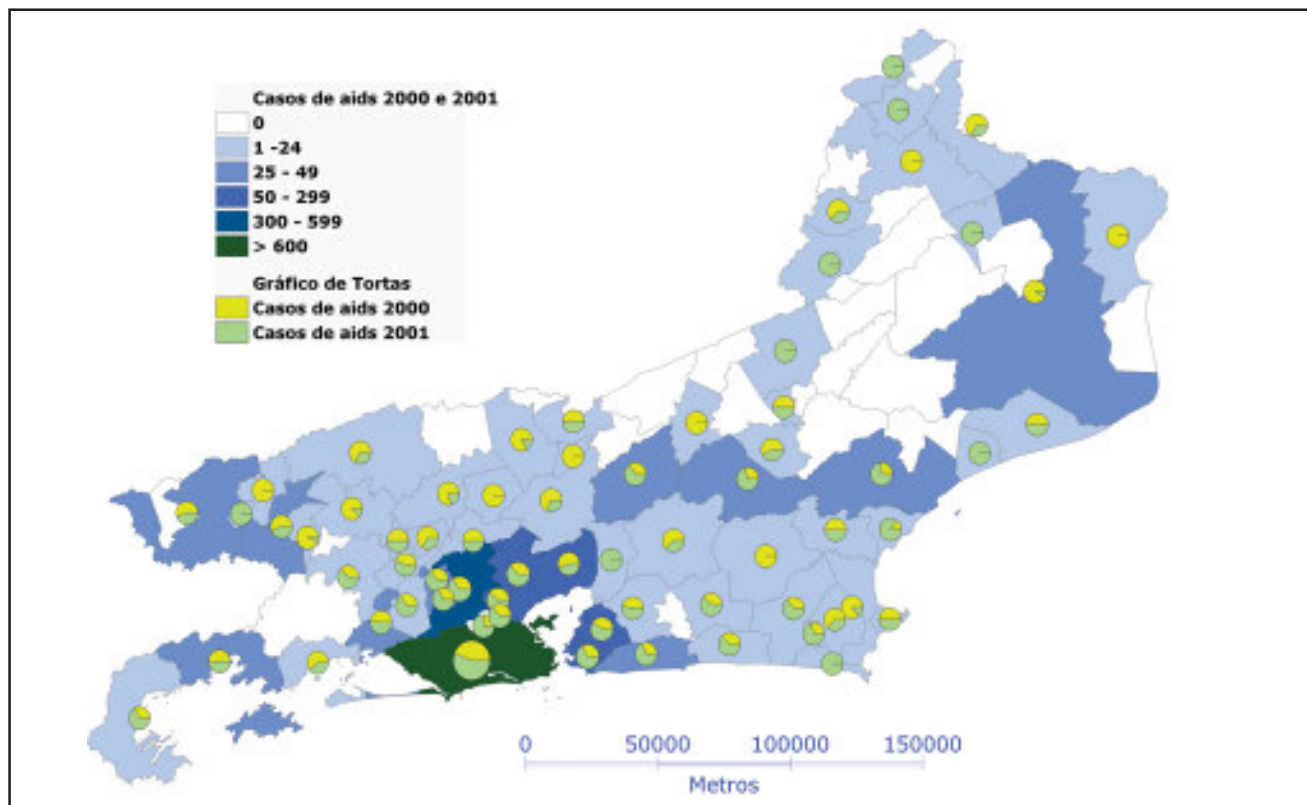 Casos de aids 2000 e 2001
0
1 -24
25 - 49
50 - 299
300 - 599
> 600
Gráfico de Tortas
Casos de aids 2000
Casos de aids 2001
0 50000 100000 150000
Metros